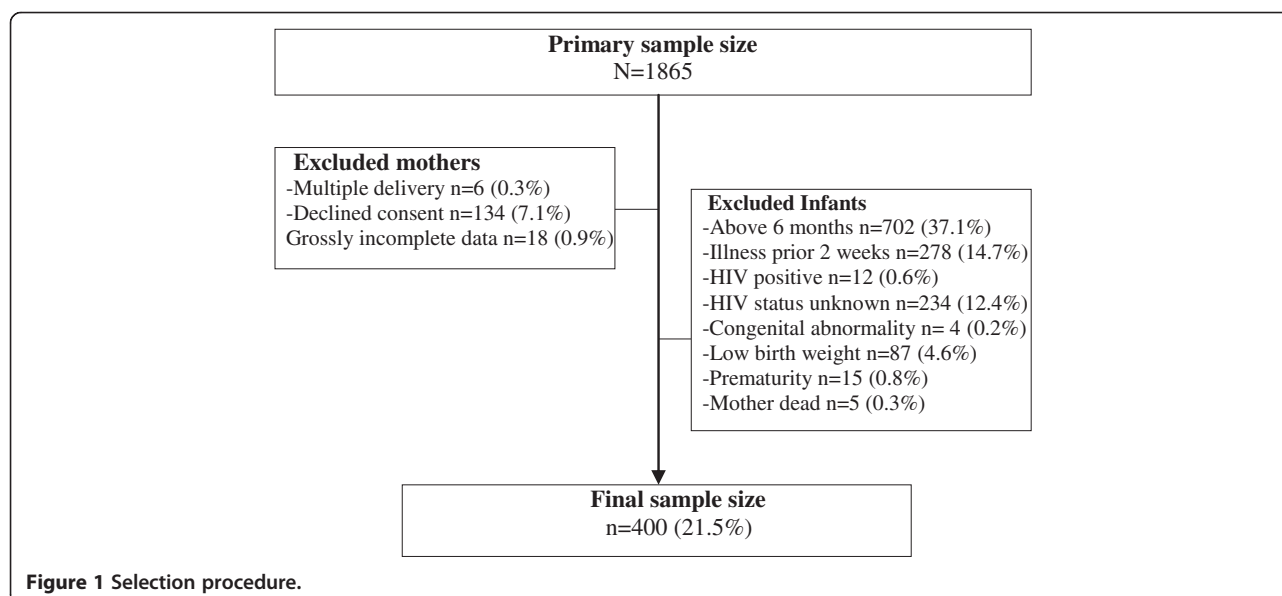 Primary sample size
N=1865
Excluded mothers
-Multiple delivery n=6 (0.3%)
-Declined consent n=134 (7.1%)
Grossly incomplete data n=18 (0.9%)
Excluded Infants
-Above 6 months n=702 (37.1%)
-Illness prior 2 weeks n=278 (14.7%)
-HIV positive n=12 (0.6%)
-HIV status unknown n=234 (12.4%)
-Congenital abnormality n= 4 (0.2%)
-Low birth weight n=87 (4.6%)
-Prematurity n=15 (0.8%)
-Mother dead n=5 (0.3%)
Final sample size
n=400 (21.5%)
Figure 1 Selection procedure.